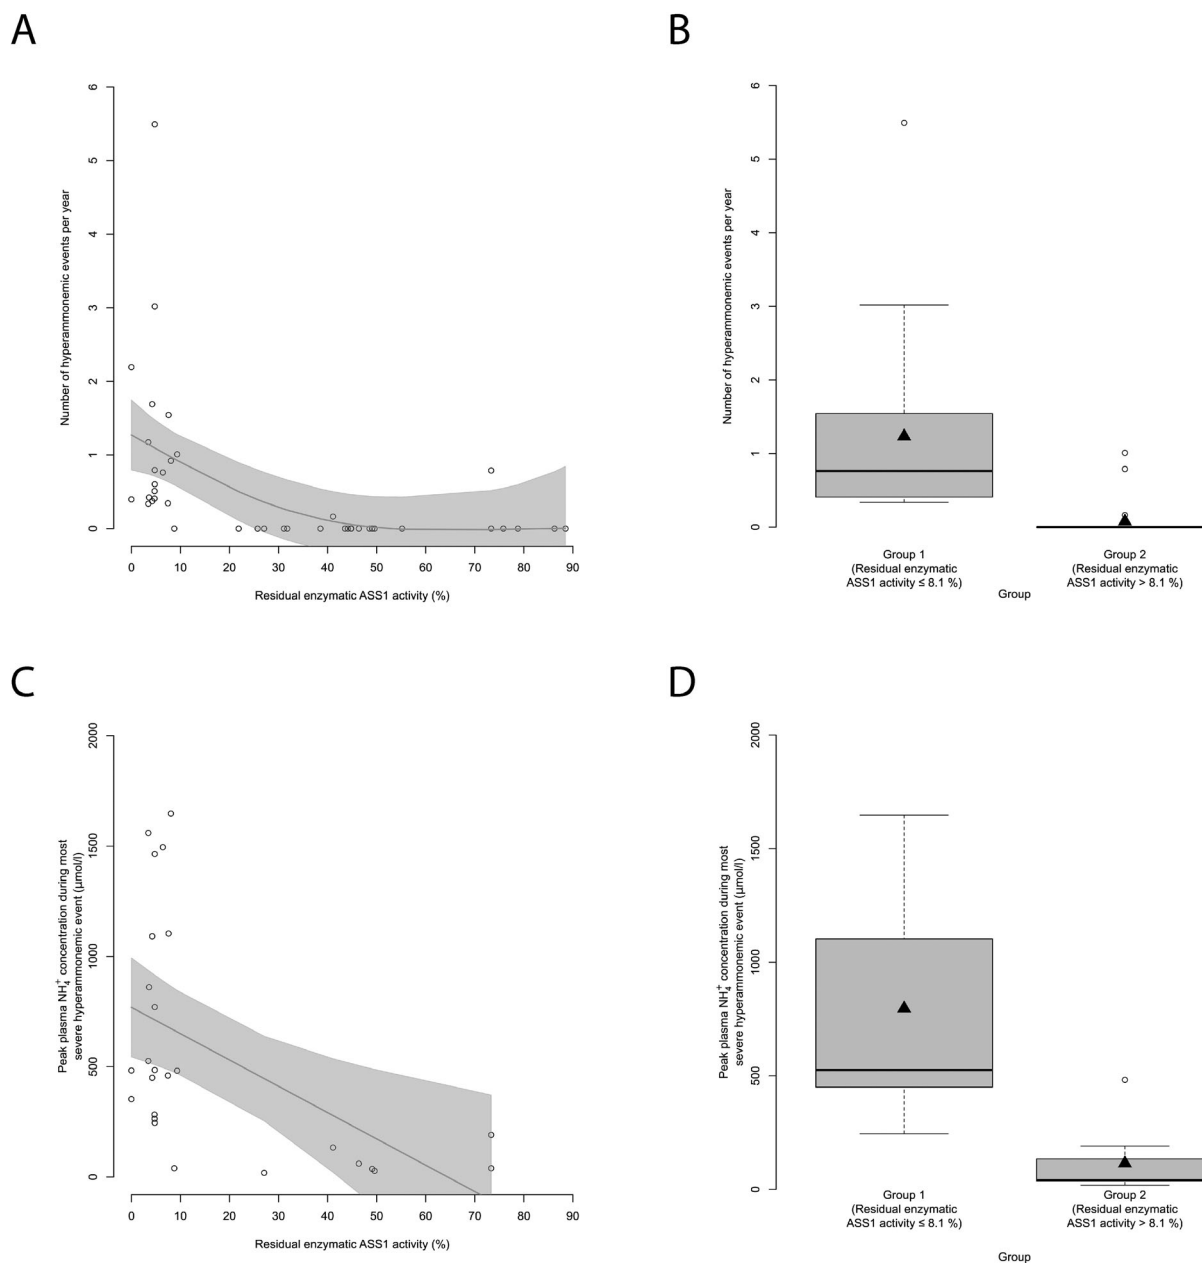 A
B
Number of hyperammonemic events per year
6
5
4
3
2
1
0
0 10 20 30 40 50 60 70 80 90
Residual enzymatic ASS1 activity (%)
Number of hyperammonemic events per year
6
5
4
3
2
1
0
Group 1
(Residual enzymatic
ASS1 activity ≤ 8.1 %)
Group 2
(Residual enzymatic
ASS1 activity > 8.1 %)
Group
C
D
Peak plasma NH₄⁺ concentration during most
severe hyperammonemic event (µmol/l)
2000
1500
1000
500
0
0 10 20 30 40 50 60 70 80 90
Residual enzymatic ASS1 activity (%)
Peak plasma NH₄⁺ concentration during most
severe hyperammonemic event (µmol/l)
2000
1500
1000
500
0
Group 1
(Residual enzymatic
ASS1 activity ≤ 8.1 %)
Group 2
(Residual enzymatic
ASS1 activity > 8.1 %)
Group